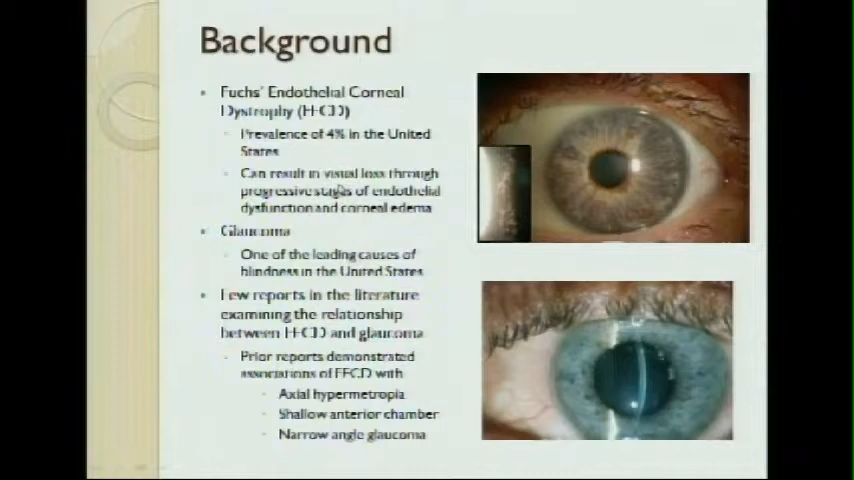 Background
Fuchs' Endothelial Corneal
Dystrophy (FECD)
Prevalence of 4% in the United
States
Can result in visual loss through
progressive stages of endothelial
dysfunction and corneal edema
Glaucoma
One of the leading causes of
blindness in the United States
Few reports in the literature
examining the relationship
between FECD and glaucoma
Prior reports demonstrated
associations of FECD with
Axial hypermetropia
Shallow anterior chamber
Narrow angle glaucoma